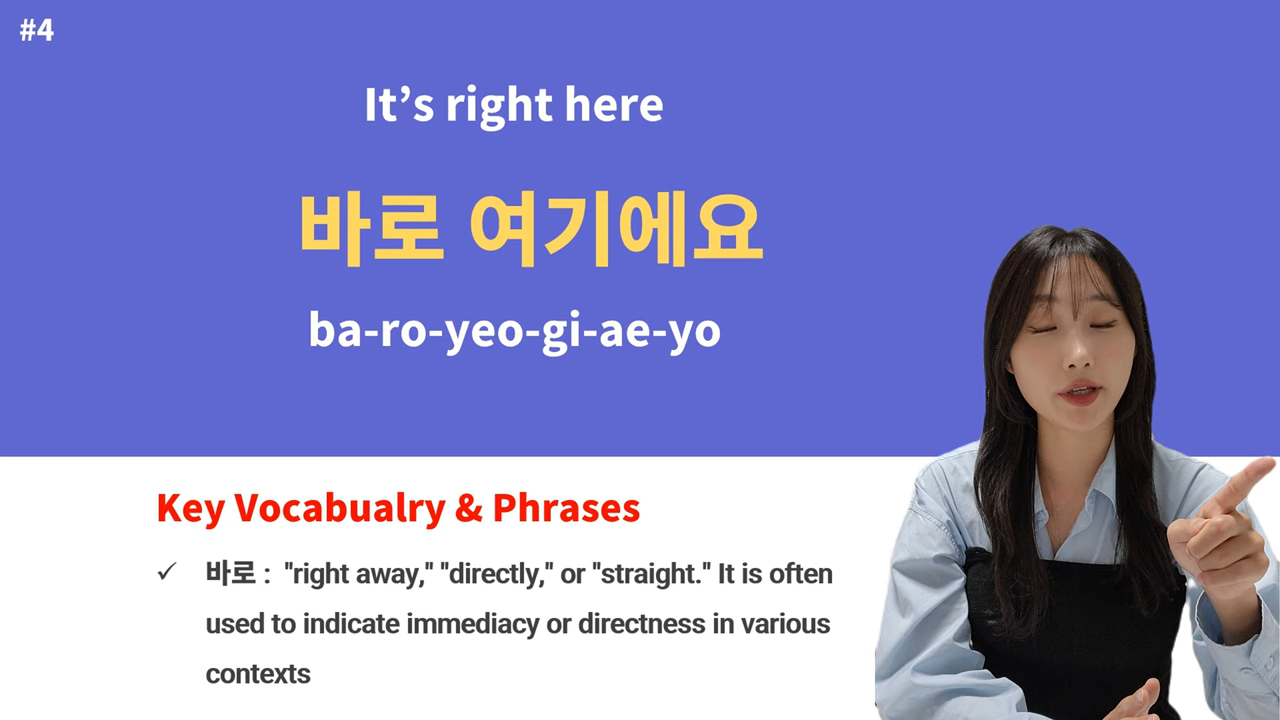 #4
It’s right here
바로 여기에요
ba-ro-yeo-gi-ae-yo
Key Vocabualry & Phrases
✓ 바로 : "right away," "directly," or "straight." It is often
used to indicate immediacy or directness in various
contexts